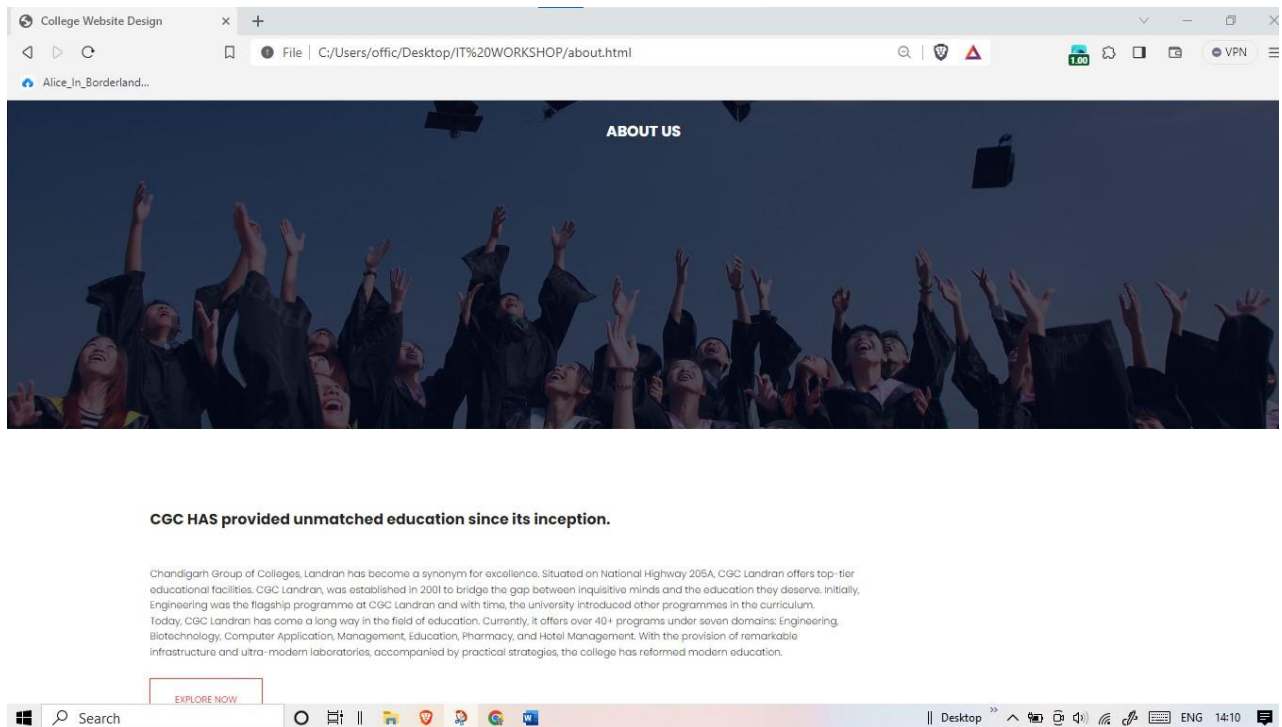 College Website Design
File | C:/Users/offic/Desktop/IT%20WORKSHOP/about.html
1.00
VPN
Alice_In_Borderland...
ABOUT US
CGC HAS provided unmatched education since its inception.
Chandigarh Group of Colleges, Landran has become a synonym for excellence. Situated on National Highway 205A, CGC Landran offers top-tier
educational facilities. CGC Landran, was established in 2001 to bridge the gap between inquisitive minds and the education they deserve. Initially,
Engineering was the flagship programme at CGC Landran and with time, the university introduced other programmes in the curriculum.
Today, CGC Landran has come a long way in the field of education. Currently, it offers over 40+ programs under seven domains: Engineering,
Biotechnology, Computer Application, Management, Education, Pharmacy, and Hotel Management. With the provision of remarkable
infrastructure and ultra-modern laboratories, accompanied by practical strategies, the college has reformed modern education.
EXPLORE NOW
Search
Desktop
ENG
14:10